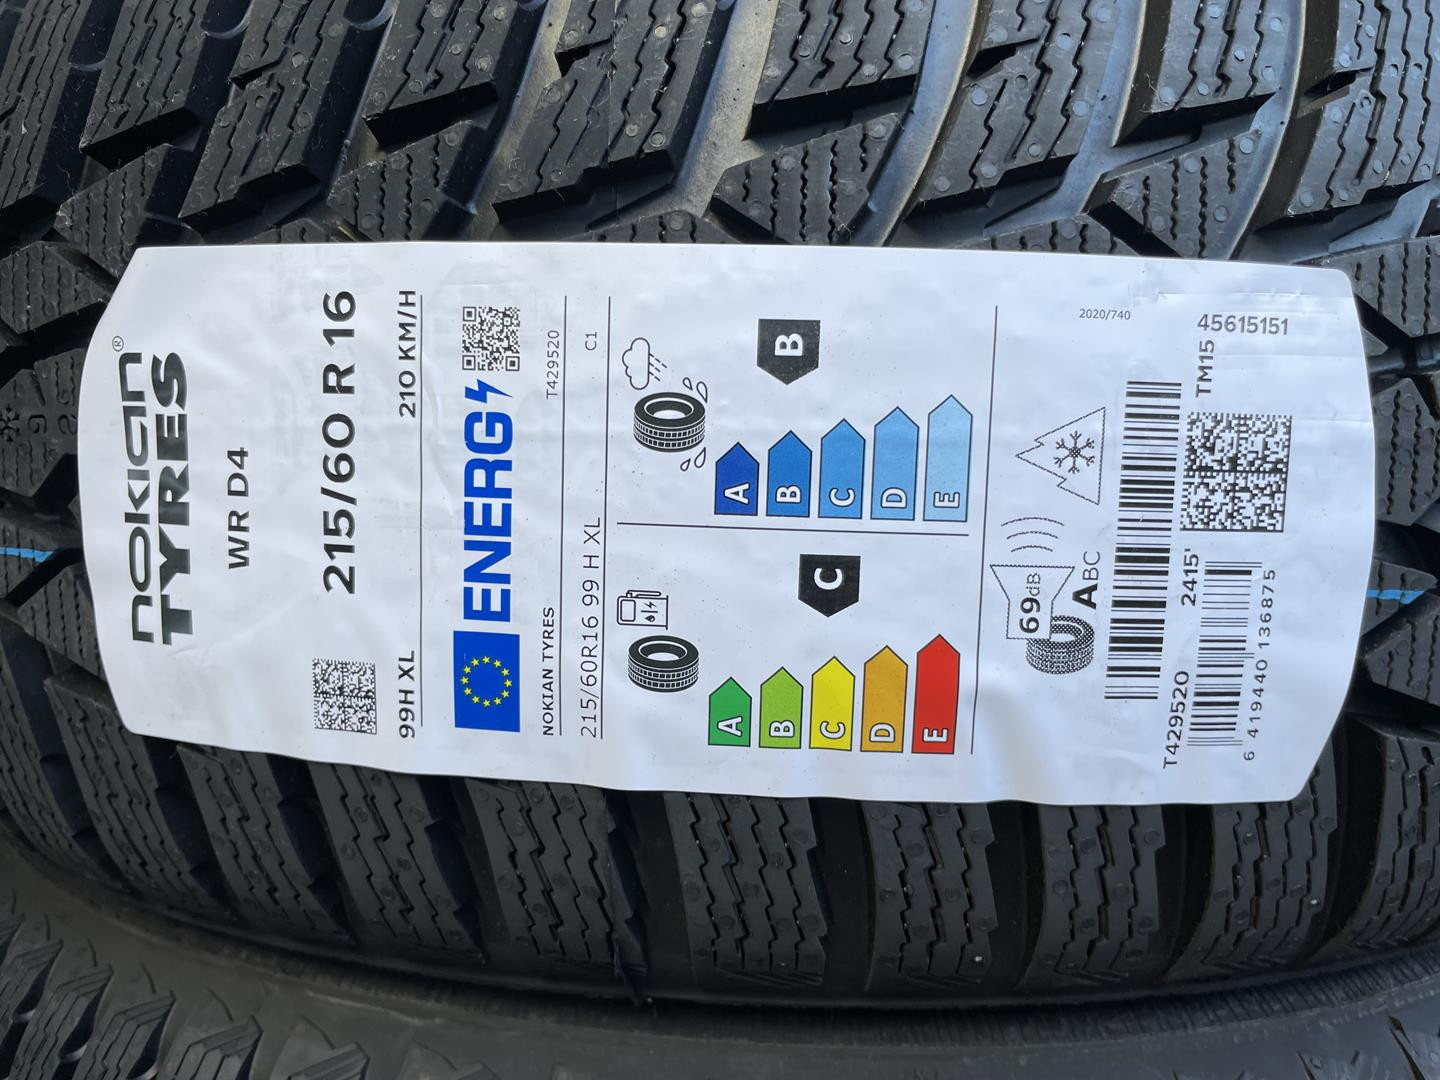 nokian®
TYRES
WR D4
215/60 R 16
99H XL 210 KM/H
ENERG
NOKIAN TYRES T429520
215/60R16 99 H XL C1
A
B
C
D
E
C
A
B
C
D
E
B
69dB
ABC
2020/740
T429520 2415' TM15
45615151
6 419440 136875